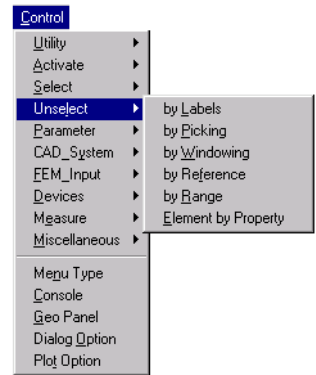 Control
Utility
Activate
Select
Unselect
by Labels
Parameter
by Picking
CAD_System
by Windowing
FEM_Input
by Reference
Devices
by Range
Measure
Element by Property
Miscellaneous
Menu Type
Console
Geo Panel
Dialog Option
Plot Option